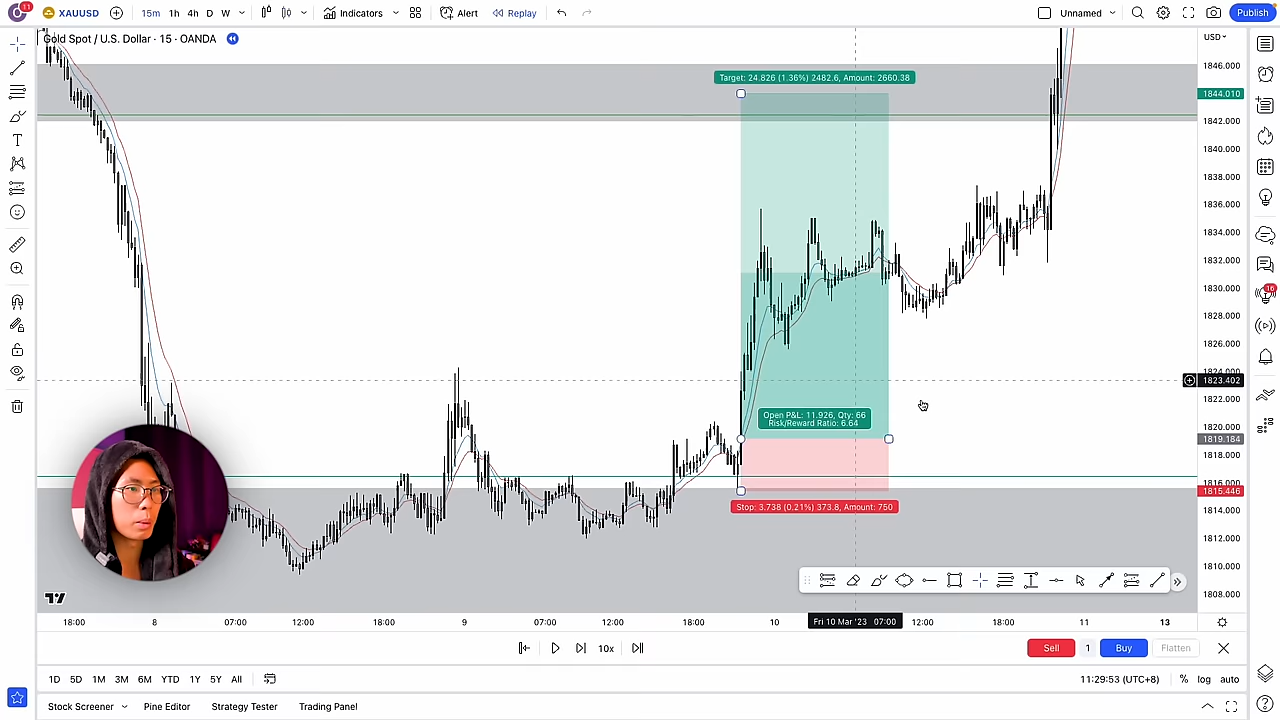 11
XAUUSD
15m 1h 4h D W
Indicators
Alert
Replay
Unnamed
Publish
Gold Spot / U.S. Dollar · 15 · OANDA
USD
Target: 24.826 (1.36%) 2482.6, Amount: 2660.38
Open P&L: 11.926, Qty: 66
Risk/Reward Ratio: 6.64
Stop: 3.738 (0.21%) 373.8, Amount: 750
1846.000
1844.010
1842.000
1840.000
1838.000
1836.000
1834.000
1832.000
1830.000
1828.000
1826.000
1824.000
1823.402
1822.000
1820.000
1819.184
1818.000
1816.000
1815.446
1814.000
1812.000
1810.000
1808.000
16
18:00 8 07:00 12:00 18:00 9 07:00 12:00 18:00 10 Fri 10 Mar '23 07:00 12:00 18:00 11 13
10x
Sell 1 Buy Flatten
1D 5D 1M 3M 6M YTD 1Y 5Y All
11:29:53 (UTC+8) % log auto
Stock Screener Pine Editor Strategy Tester Trading Panel